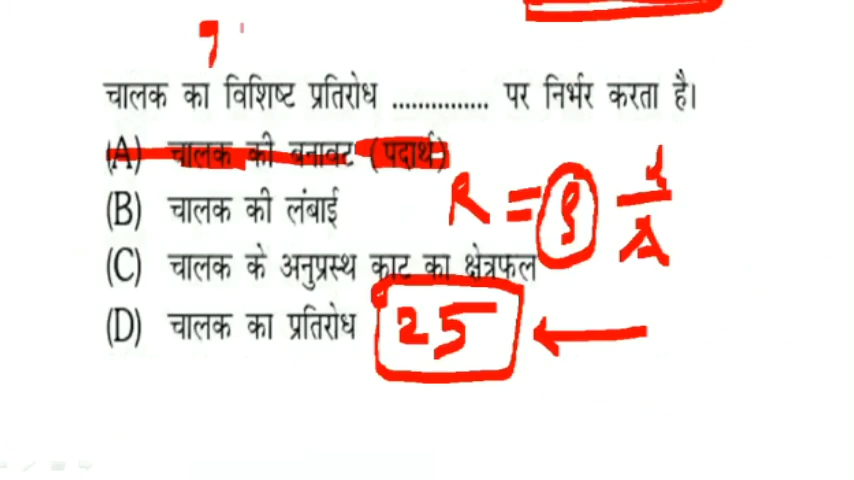 चालक का विशिष्ट प्रतिरोध ............... पर निर्भर करता है।
(A) चालक की बनावट (पदार्थ)
(B) चालक की लंबाई
R = ρ l/A
(C) चालक के अनुप्रस्थ काट का क्षेत्रफल
(D) चालक का प्रतिरोध
25